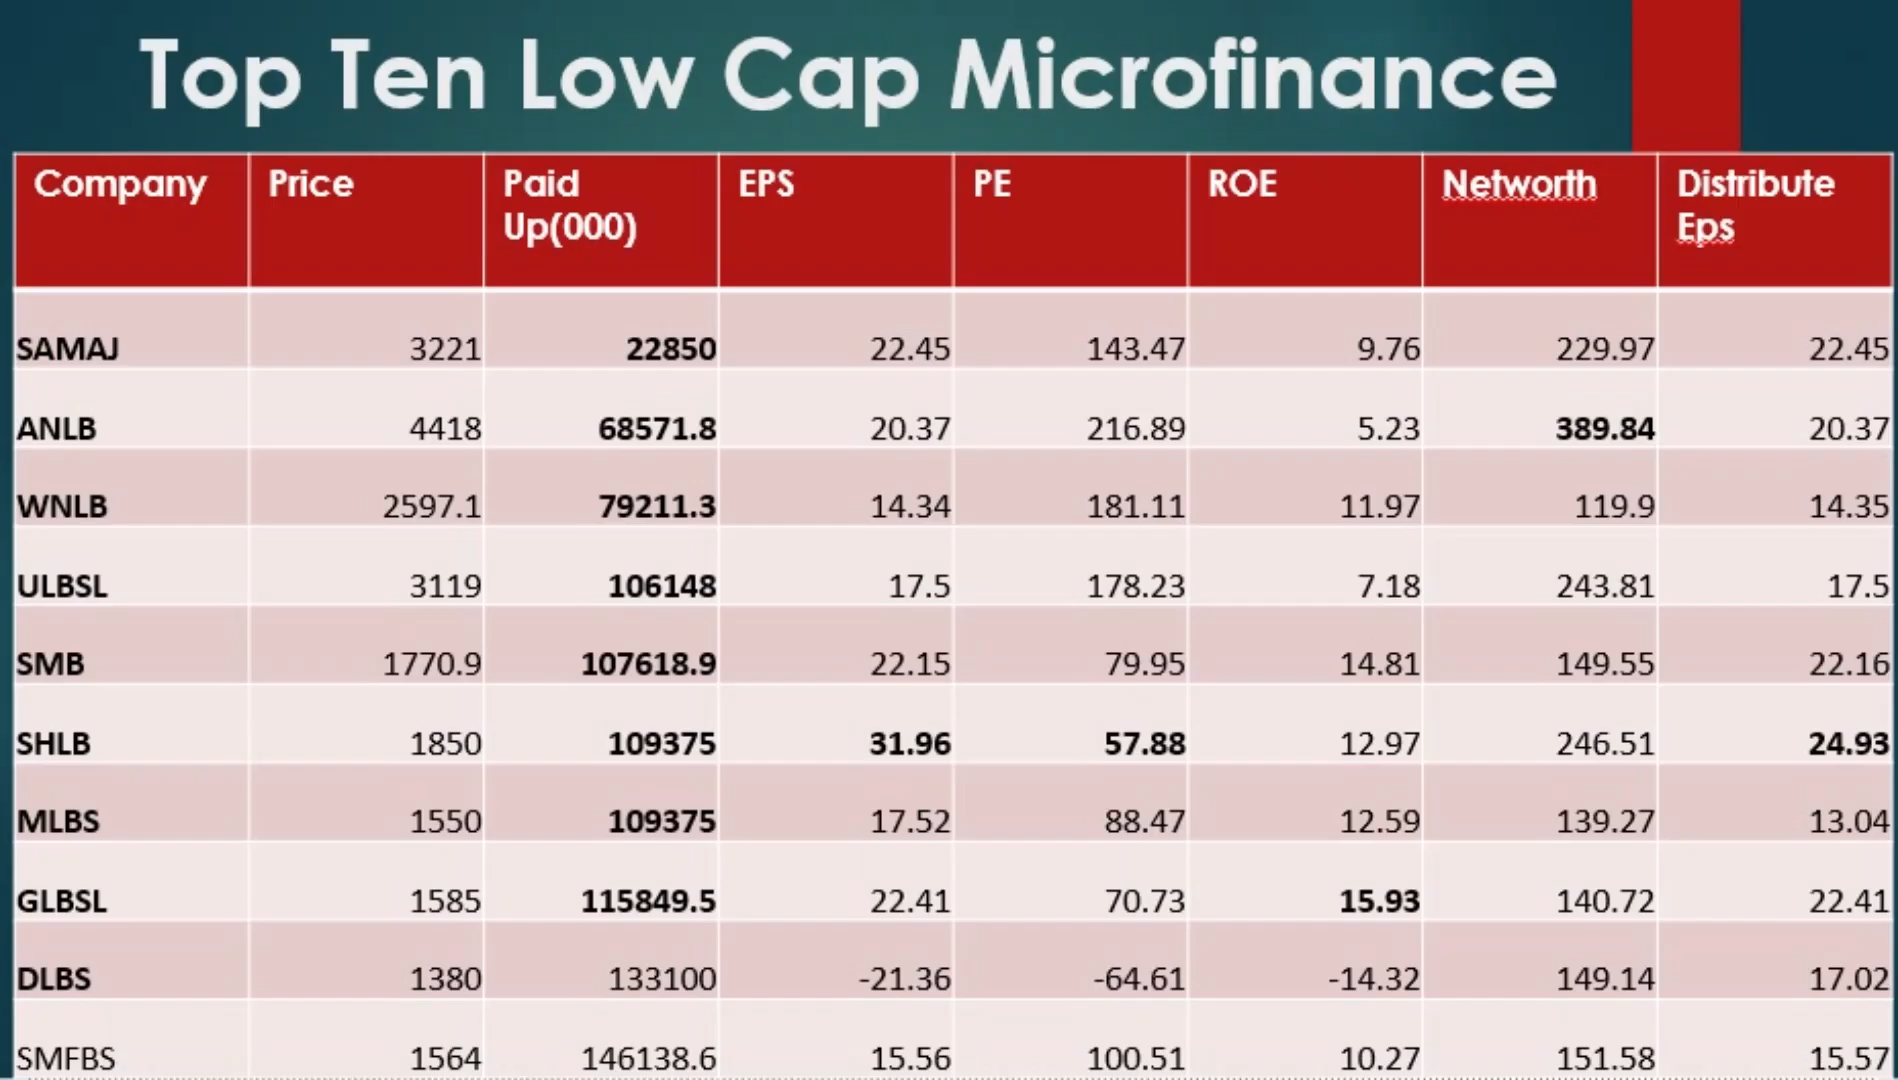 Top Ten Low Cap Microfinance
Company Price Paid Up(000) EPS PE ROE Networth Distribute Eps
SAMAJ 3221 22850 22.45 143.47 9.76 229.97 22.45
ANLB 4418 68571.8 20.37 216.89 5.23 389.84 20.37
WNLB 2597.1 79211.3 14.34 181.11 11.97 119.9 14.35
ULBSL 3119 106148 17.5 178.23 7.18 243.81 17.5
SMB 1770.9 107618.9 22.15 79.95 14.81 149.55 22.16
SHLB 1850 109375 31.96 57.88 12.97 246.51 24.93
MLBS 1550 109375 17.52 88.47 12.59 139.27 13.04
GLBSL 1585 115849.5 22.41 70.73 15.93 140.72 22.41
DLBS 1380 133100 -21.36 -64.61 -14.32 149.14 17.02
SMFBS 1564 146138.6 15.56 100.51 10.27 151.58 15.57